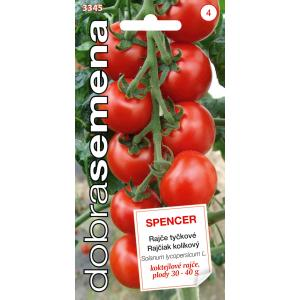 3345
4
dobrasemena
SPENCER
Rajče tyčkové
Rajčiak kolíkový
Solanum lycopersicum L.
koktejlové rajče,
plody 30 - 40 g